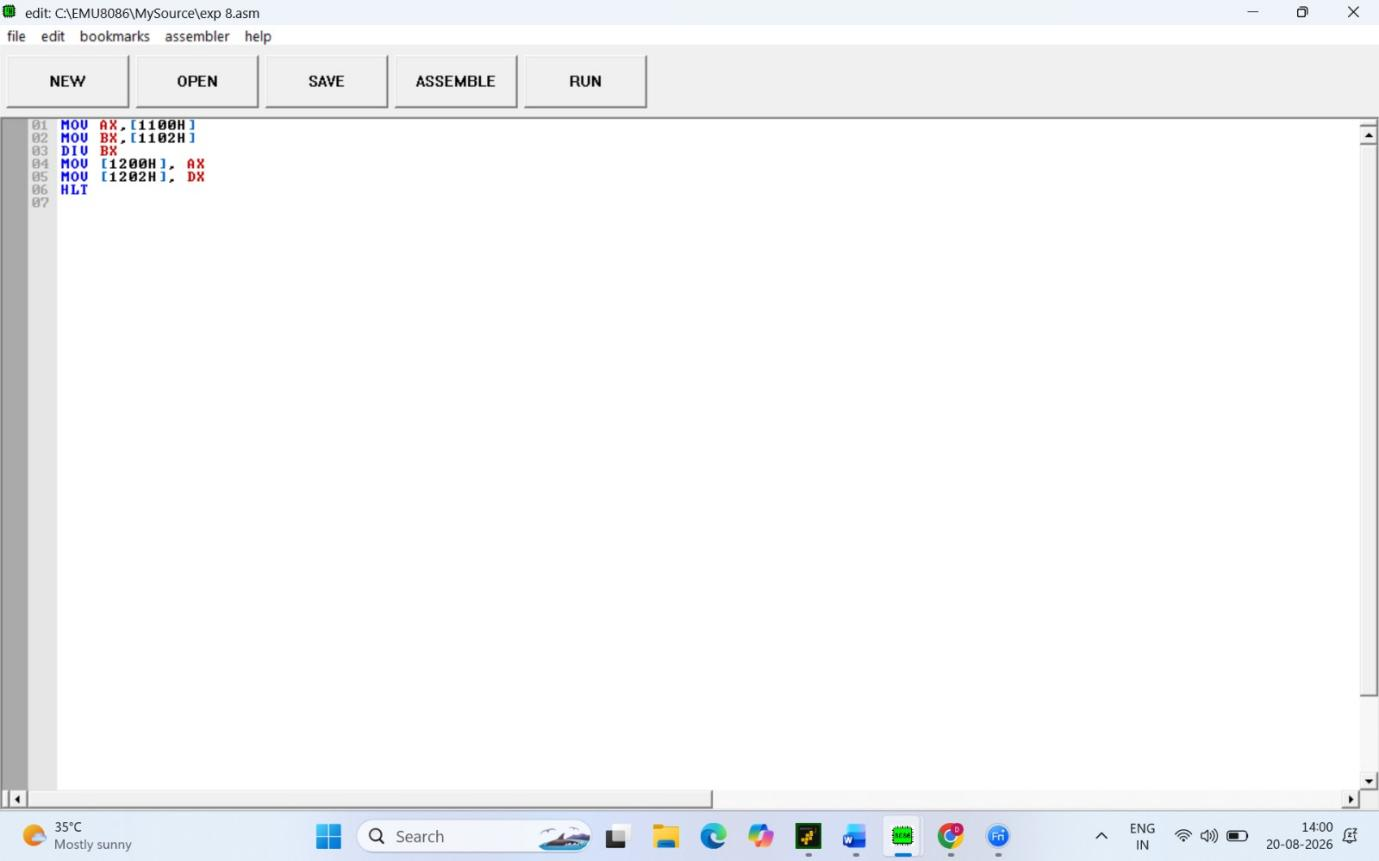 edit: C:\EMU8086\MySource\exp 8.asm
file edit bookmarks assembler help
NEW OPEN SAVE ASSEMBLE RUN
01 MOV AX,[1100H]
02 MOV BX,[1102H]
03 DIV BX
04 MOV [1200H], AX
05 MOV [1202H], DX
06 HLT
07
35°C
Mostly sunny
Search
ENG
IN
14:00
20-08-2026